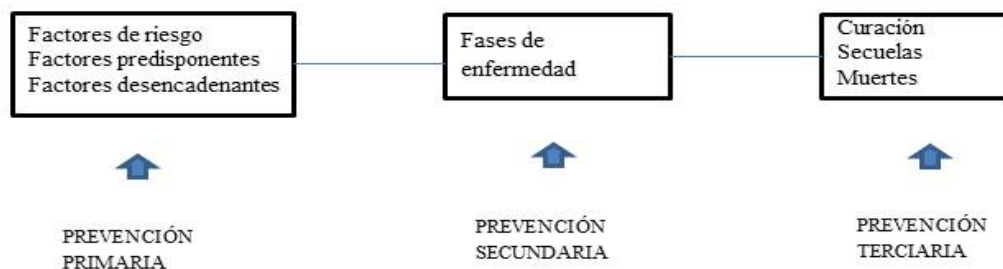 Factores de riesgo
Factores predisponentes
Factores desencadenantes
Fases de
enfermedad
Curación
Secuelas
Muertes
PREVENCIÓN
PRIMARIA
PREVENCIÓN
SECUNDARIA
PREVENCIÓN
TERCIARIA